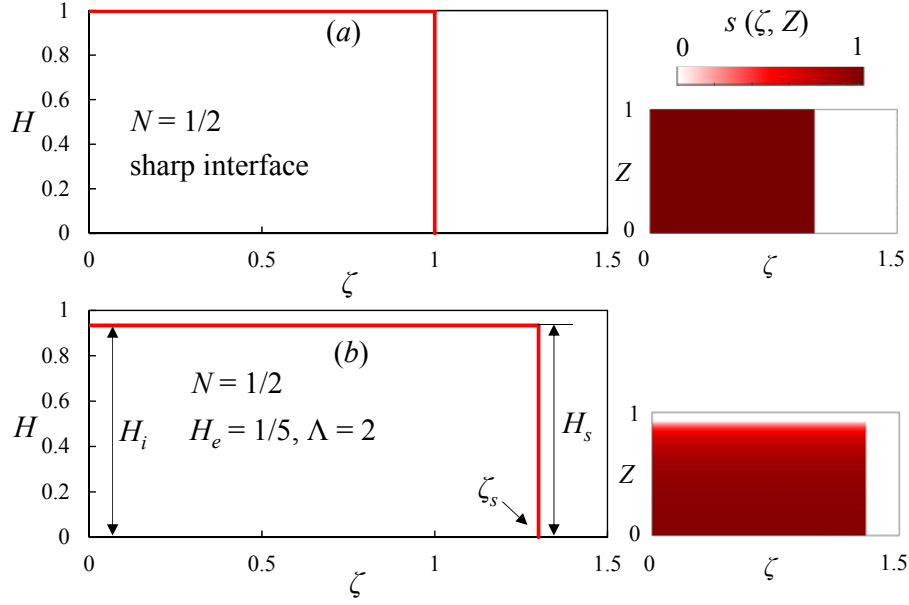 1
0.8
0.6
0.4
0.2
0
H
(a)
N = 1/2
sharp interface
0 0.5 1 1.5
ζ
s (ζ, Z)
0 1
1
Z
0
0 1.5
ζ
1
0.8
0.6
0.4
0.2
0
H
(b)
N = 1/2
H_e = 1/5, Λ = 2
H_i
H_s
ζ_s
0 0.5 1 1.5
ζ
1
Z
0
0 1.5
ζ